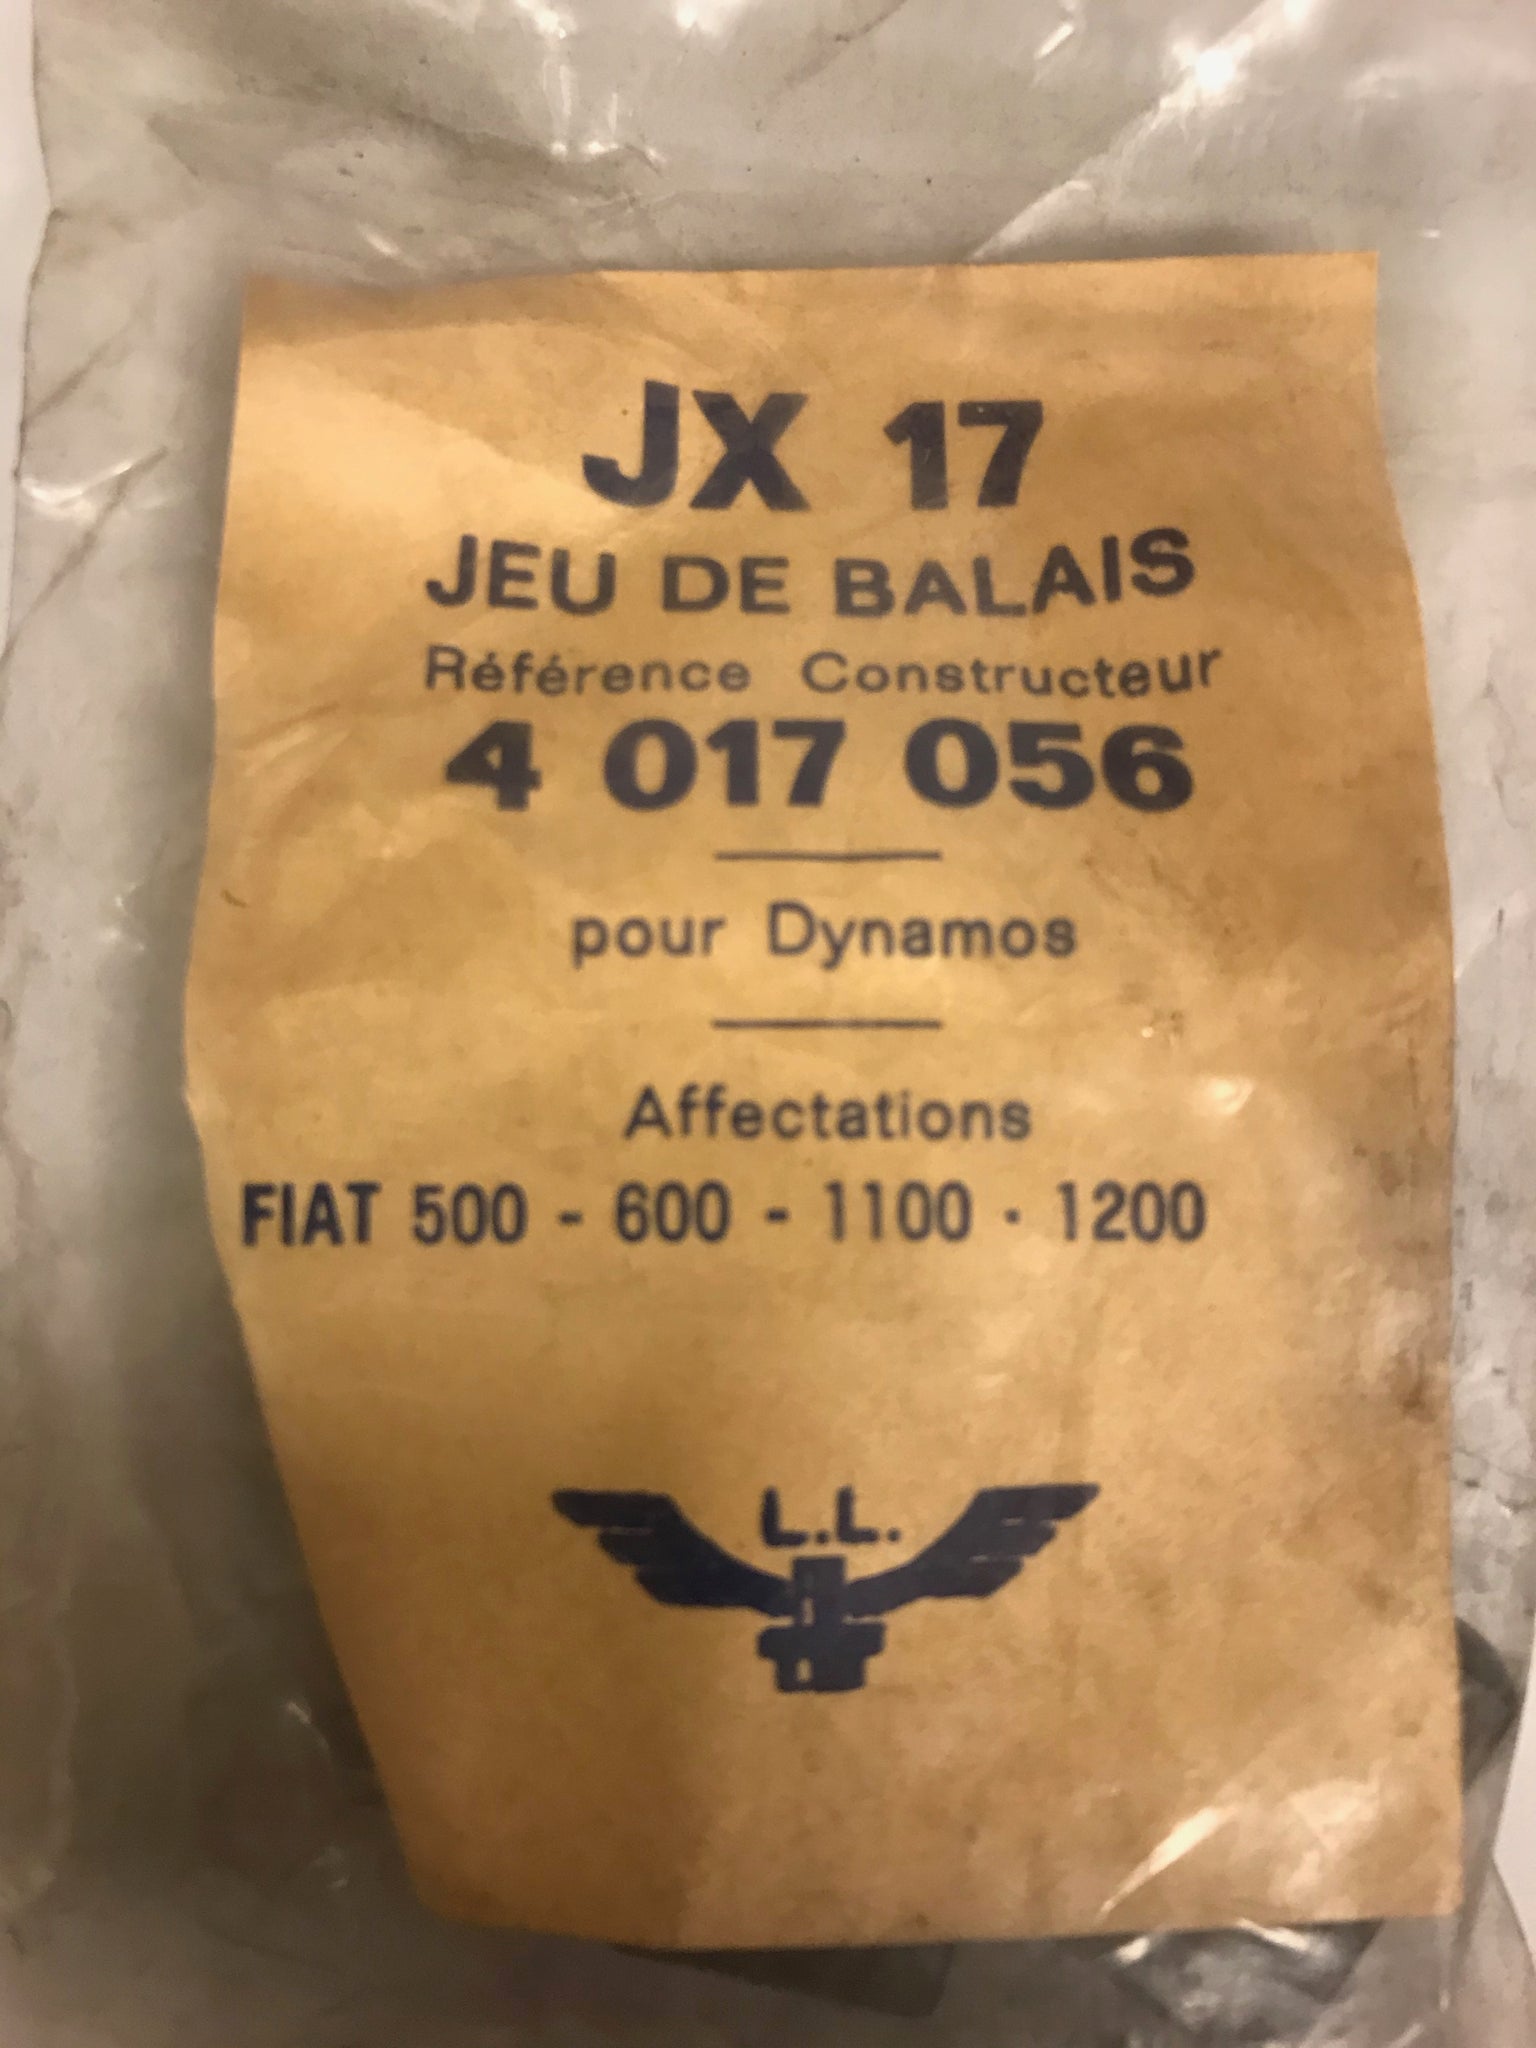 JX 17
JEU DE BALAIS
Référence Constructeur
4 017 056
pour Dynamos
Affectations
FIAT 500 - 600 - 1100 · 1200
L.L.